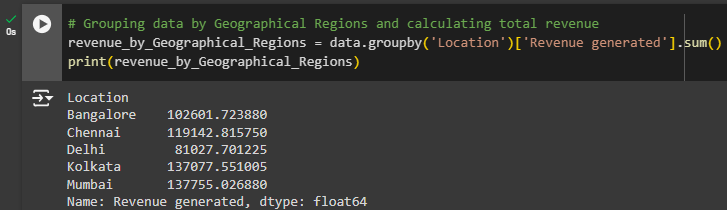 # Grouping data by Geographical Regions and calculating total revenue
revenue_by_Geographical_Regions = data.groupby('Location')['Revenue generated'].sum()
print(revenue_by_Geographical_Regions)
0s
Location
Bangalore    102601.723880
Chennai      119142.815750
Delhi         81027.701225
Kolkata      137077.551005
Mumbai       137755.026880
Name: Revenue generated, dtype: float64